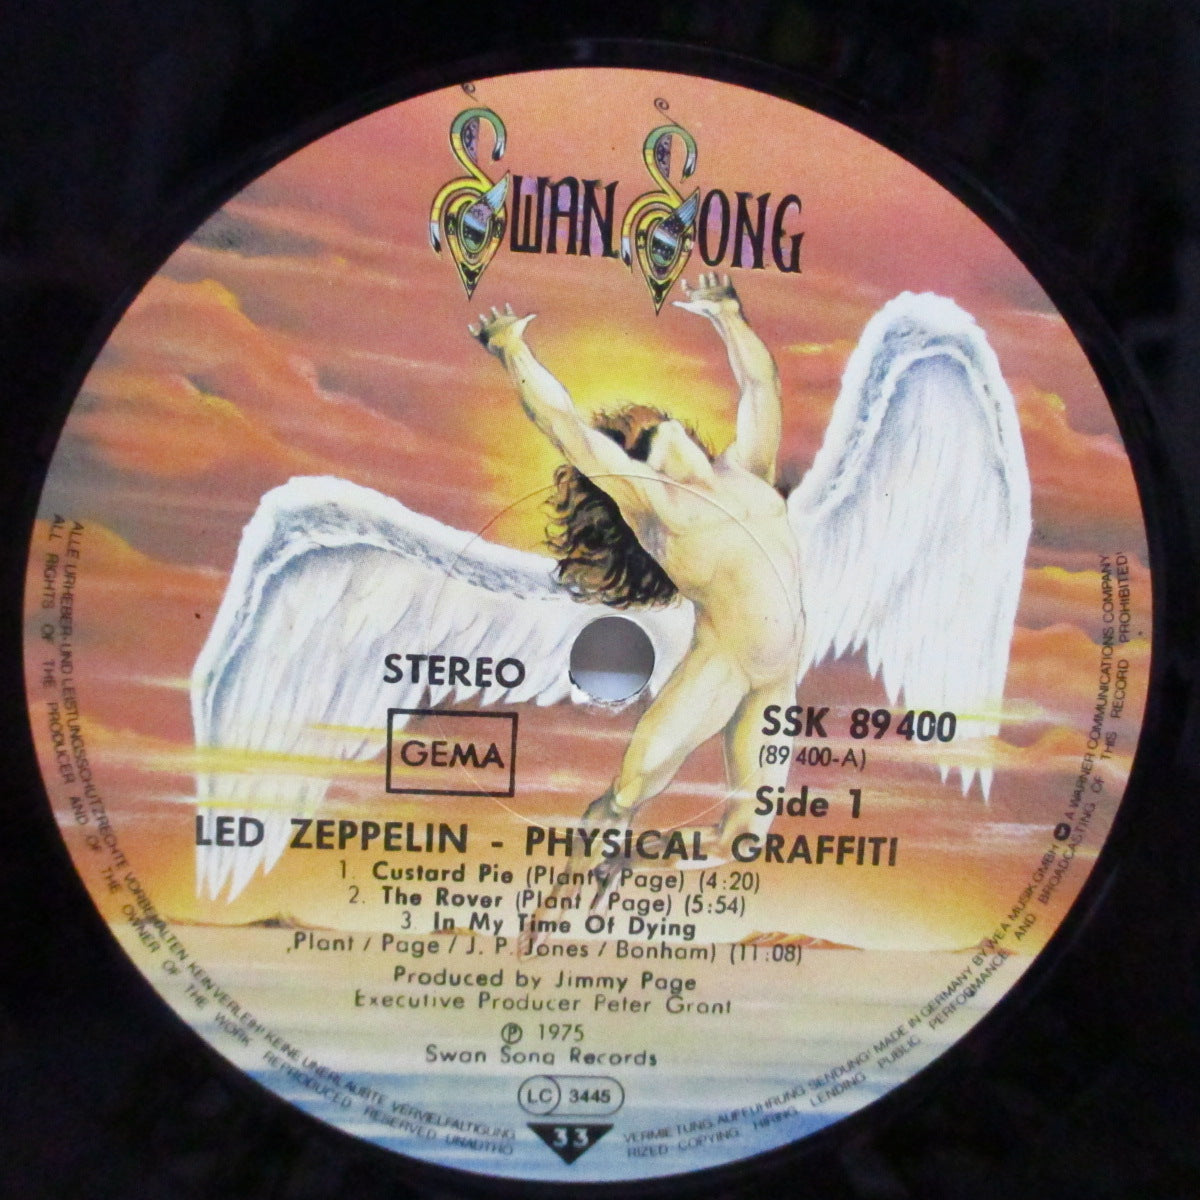 SWAN SONG
STEREO
GEMA
SSK 89 400
(89 400-A)
Side 1
LED ZEPPELIN - PHYSICAL GRAFFITI
1. Custard Pie (Plant / Page) (4:20)
2. The Rover (Plant / Page) (5:54)
3. In My Time Of Dying
,Plant / Page / J. P. Jones / Bonham) (11:08)
Produced by Jimmy Page
Executive Producer Peter Grant
Ⓟ 1975
Swan Song Records
LC 3445
33
ALLE URHEBER- UND LEISTUNGSSCHUTZRECHTE VORBEHALTEN KEIN VERLEIH! KEINE UNERLAUBTE VERVIELFÄLTIGUNG VERMIETUNG, AUFFÜHRUNG SENDUNG! MADE IN GERMANY BY WEA MUSIK GMBH A WARNER COMMUNICATIONS COMPANY
ALL RIGHTS OF THE PRODUCER AND OF THE OWNER OF THE WORK REPRODUCED RESERVED UNAUTHORIZED COPYING HIRING LENDING PUBLIC PERFORMANCE AND BROADCASTING OF THIS RECORD PROHIBITED